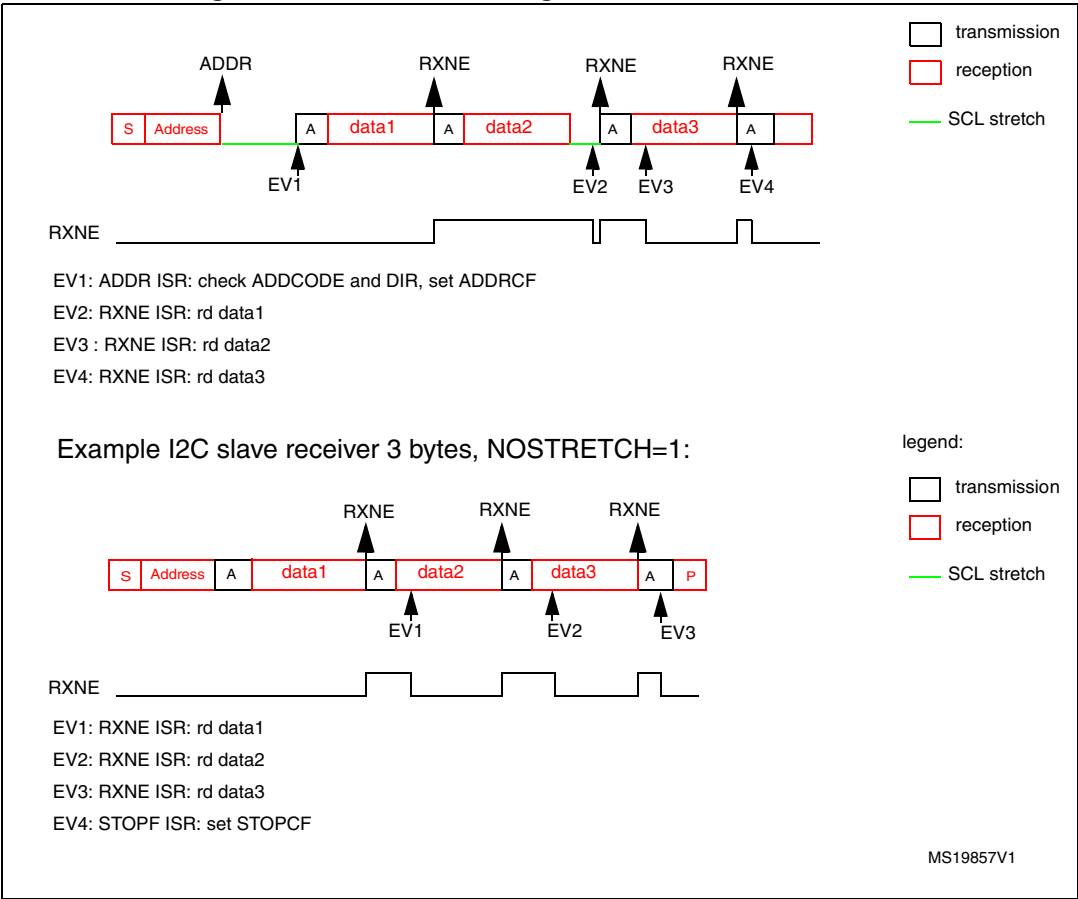 transmission
ADDR RXNE RXNE RXNE
reception
S Address A data1 A data2 A data3 A
SCL stretch
EV1 EV2 EV3 EV4
RXNE
EV1: ADDR ISR: check ADDCODE and DIR, set ADDRCF
EV2: RXNE ISR: rd data1
EV3 : RXNE ISR: rd data2
EV4: RXNE ISR: rd data3
Example I2C slave receiver 3 bytes, NOSTRETCH=1:
legend:
transmission
RXNE RXNE RXNE
reception
S Address A data1 A data2 A data3 A P
SCL stretch
EV1 EV2 EV3
RXNE
EV1: RXNE ISR: rd data1
EV2: RXNE ISR: rd data2
EV3: RXNE ISR: rd data3
EV4: STOPF ISR: set STOPCF
MS19857V1